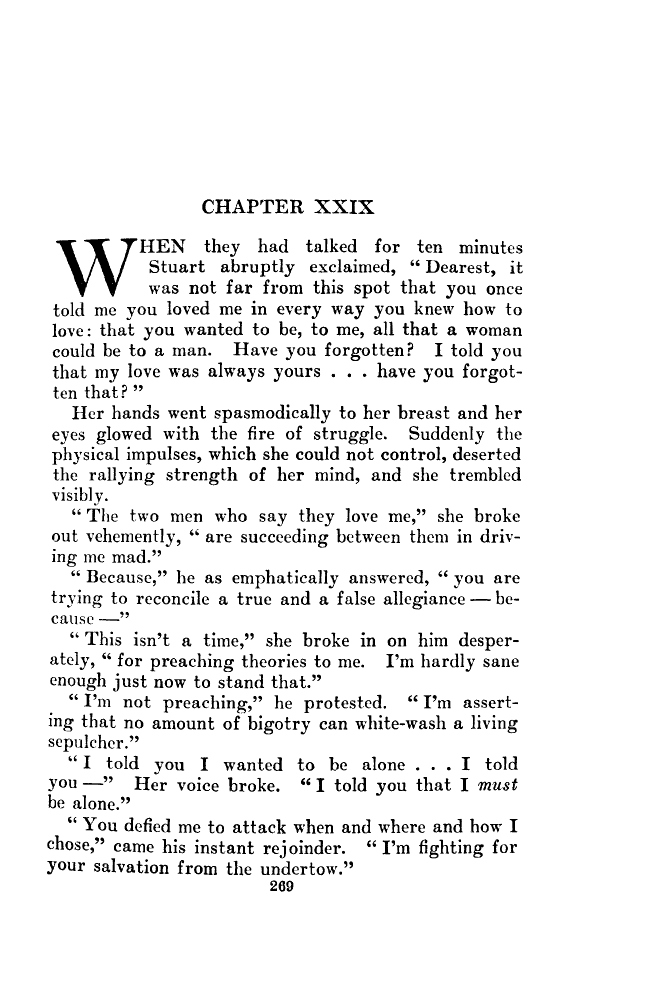 CHAPTER XXIX
WHEN they had talked for ten minutes
Stuart abruptly exclaimed, “ Dearest, it
was not far from this spot that you once
told me you loved me in every way you knew how to
love: that you wanted to be, to me, all that a woman
could be to a man. Have you forgotten? I told you
that my love was always yours . . . have you forgot-
ten that? ”
Her hands went spasmodically to her breast and her
eyes glowed with the fire of struggle. Suddenly the
physical impulses, which she could not control, deserted
the rallying strength of her mind, and she trembled
visibly.
“ The two men who say they love me,” she broke
out vehemently, “ are succeeding between them in driv-
ing me mad.”
“ Because,” he as emphatically answered, “ you are
trying to reconcile a true and a false allegiance — be-
cause —”
“ This isn't a time,” she broke in on him desper-
ately, “ for preaching theories to me. I'm hardly sane
enough just now to stand that.”
“ I'm not preaching,” he protested. “ I'm assert-
ing that no amount of bigotry can white-wash a living
sepulcher.”
“ I told you I wanted to be alone . . . I told
you —” Her voice broke. “ I told you that I must
be alone.”
“ You defied me to attack when and where and how I
chose,” came his instant rejoinder. “ I'm fighting for
your salvation from the undertow.”
269